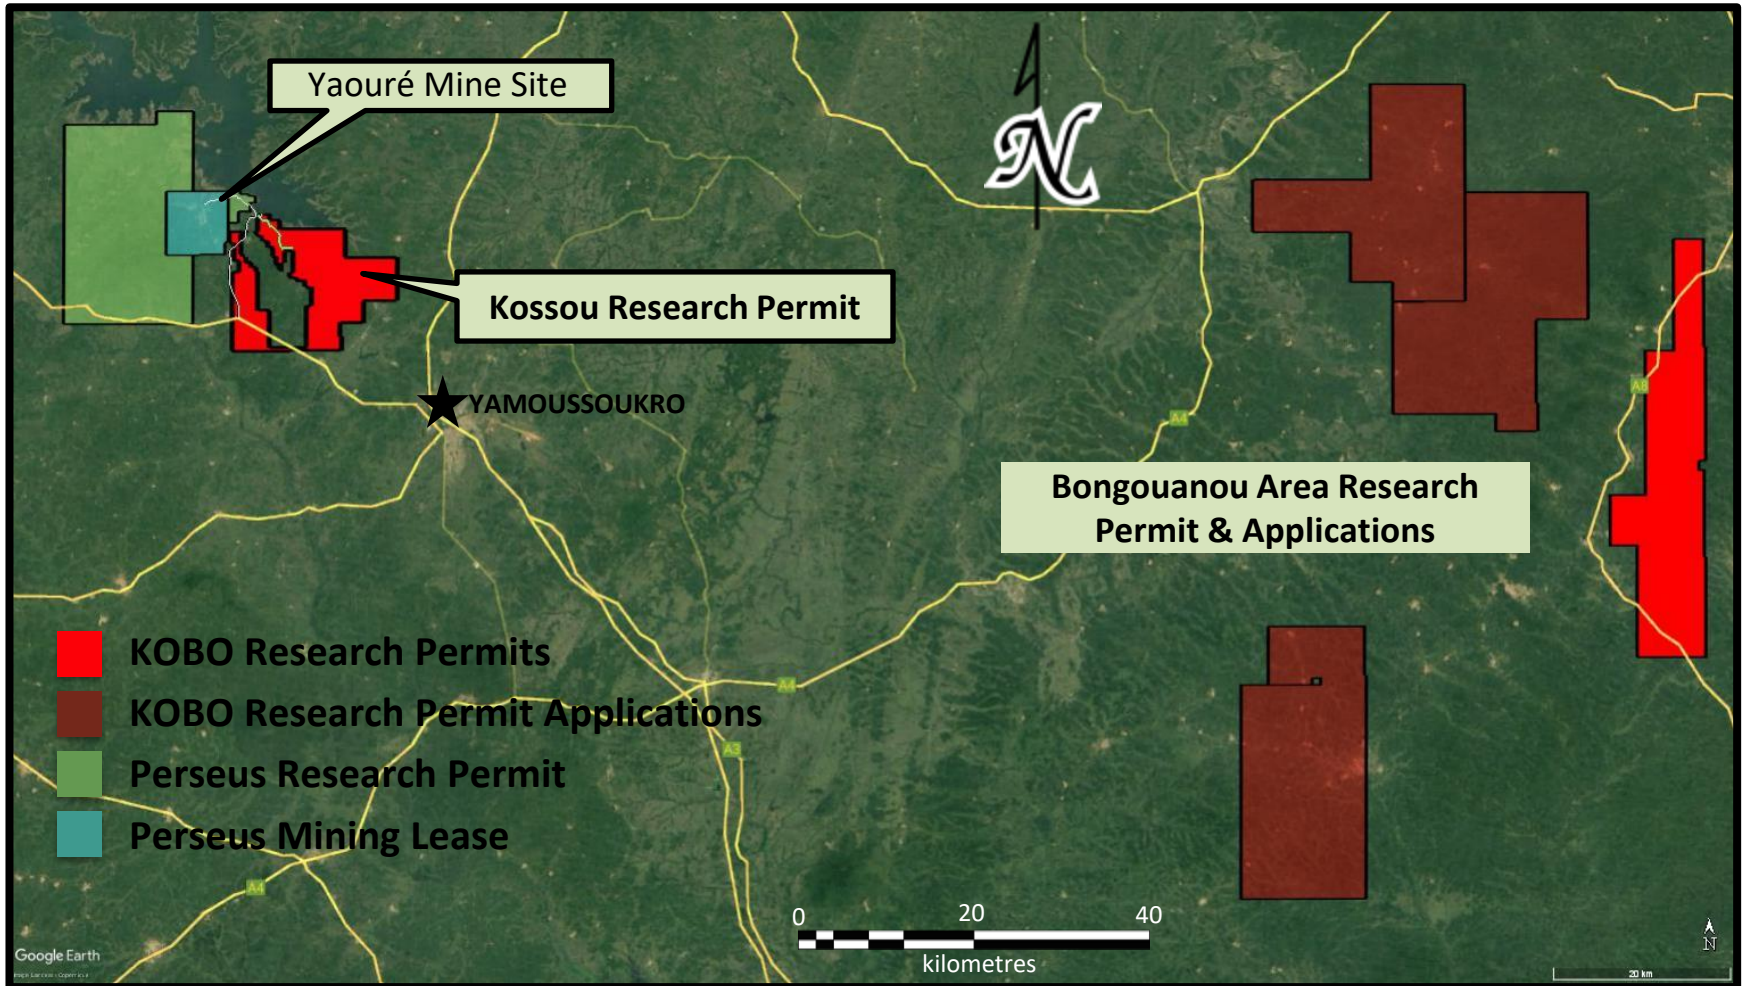 Yaouré Mine Site
N
Kossou Research Permit
YAMOUSSOUKRO
A8
A4
Bongouanou Area Research
Permit & Applications
KOBO Research Permits
KOBO Research Permit Applications
Perseus Research Permit
Perseus Mining Lease
A4
A3
A4
0 20 40
kilometres
Google Earth
N
20 km